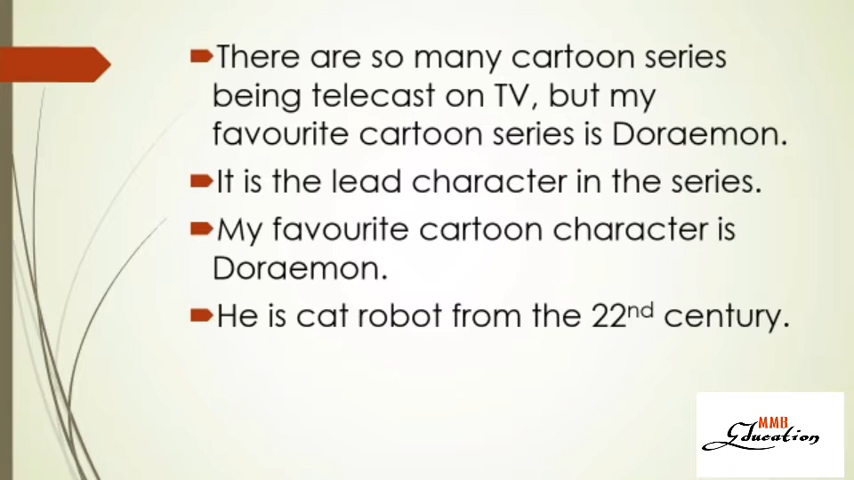 There are so many cartoon series
being telecast on TV, but my
favourite cartoon series is Doraemon.
It is the lead character in the series.
My favourite cartoon character is
Doraemon.
He is cat robot from the 22nd century.
MMH
Education